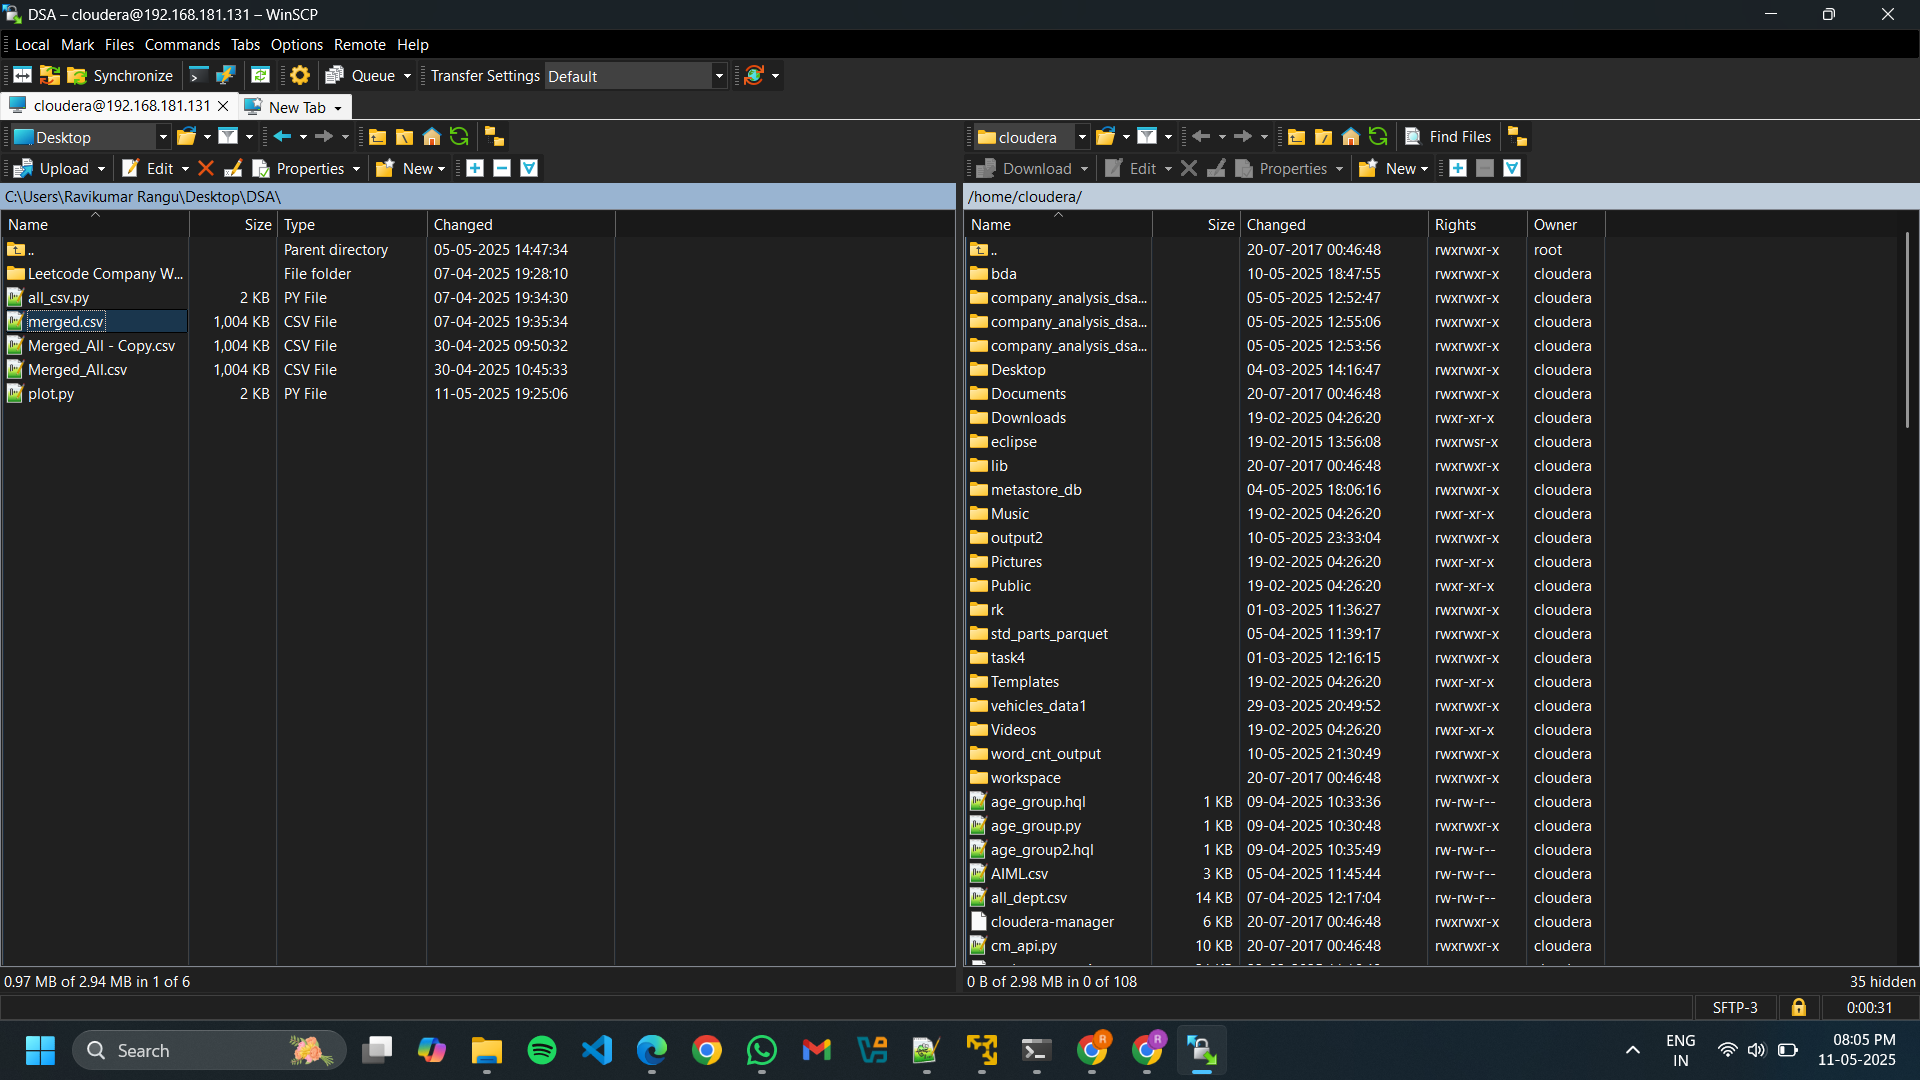 DSA – cloudera@192.168.181.131 – WinSCP
Local Mark Files Commands Tabs Options Remote Help
Synchronize Queue Transfer Settings Default
cloudera@192.168.181.131 New Tab
Desktop
Upload Edit Properties New
C:\Users\Ravikumar Rangu\Desktop\DSA\
Name Size Type Changed
.. Parent directory 05-05-2025 14:47:34
Leetcode Company W... File folder 07-04-2025 19:28:10
all_csv.py 2 KB PY File 07-04-2025 19:34:30
merged.csv 1,004 KB CSV File 07-04-2025 19:35:34
Merged_All - Copy.csv 1,004 KB CSV File 30-04-2025 09:50:32
Merged_All.csv 1,004 KB CSV File 30-04-2025 10:45:33
plot.py 2 KB PY File 11-05-2025 19:25:06
0.97 MB of 2.94 MB in 1 of 6
cloudera Find Files
Download Edit Properties New
/home/cloudera/
Name Size Changed Rights Owner
.. 20-07-2017 00:46:48 rwxrwxr-x root
bda 10-05-2025 18:47:55 rwxrwxr-x cloudera
company_analysis_dsa... 05-05-2025 12:52:47 rwxrwxr-x cloudera
company_analysis_dsa... 05-05-2025 12:55:06 rwxrwxr-x cloudera
company_analysis_dsa... 05-05-2025 12:53:56 rwxrwxr-x cloudera
Desktop 04-03-2025 14:16:47 rwxrwxr-x cloudera
Documents 20-07-2017 00:46:48 rwxrwxr-x cloudera
Downloads 19-02-2025 04:26:20 rwxr-xr-x cloudera
eclipse 19-02-2015 13:56:08 rwxrwsr-x cloudera
lib 20-07-2017 00:46:48 rwxrwxr-x cloudera
metastore_db 04-05-2025 18:06:16 rwxrwxr-x cloudera
Music 19-02-2025 04:26:20 rwxr-xr-x cloudera
output2 10-05-2025 23:33:04 rwxrwxr-x cloudera
Pictures 19-02-2025 04:26:20 rwxr-xr-x cloudera
Public 19-02-2025 04:26:20 rwxr-xr-x cloudera
rk 01-03-2025 11:36:27 rwxrwxr-x cloudera
std_parts_parquet 05-04-2025 11:39:17 rwxrwxr-x cloudera
task4 01-03-2025 12:16:15 rwxrwxr-x cloudera
Templates 19-02-2025 04:26:20 rwxr-xr-x cloudera
vehicles_data1 29-03-2025 20:49:52 rwxrwxr-x cloudera
Videos 19-02-2025 04:26:20 rwxr-xr-x cloudera
word_cnt_output 10-05-2025 21:30:49 rwxrwxr-x cloudera
workspace 20-07-2017 00:46:48 rwxrwxr-x cloudera
age_group.hql 1 KB 09-04-2025 10:33:36 rw-rw-r-- cloudera
age_group.py 1 KB 09-04-2025 10:30:48 rwxrwxr-x cloudera
age_group2.hql 1 KB 09-04-2025 10:35:49 rw-rw-r-- cloudera
AIML.csv 3 KB 05-04-2025 11:45:44 rw-rw-r-- cloudera
all_dept.csv 14 KB 07-04-2025 12:17:04 rw-rw-r-- cloudera
cloudera-manager 6 KB 20-07-2017 00:46:48 rwxrwxr-x cloudera
cm_api.py 10 KB 20-07-2017 00:46:48 rwxrwxr-x cloudera
0 B of 2.98 MB in 0 of 108 35 hidden
SFTP-3 0:00:31
Search
ENG
IN
08:05 PM
11-05-2025